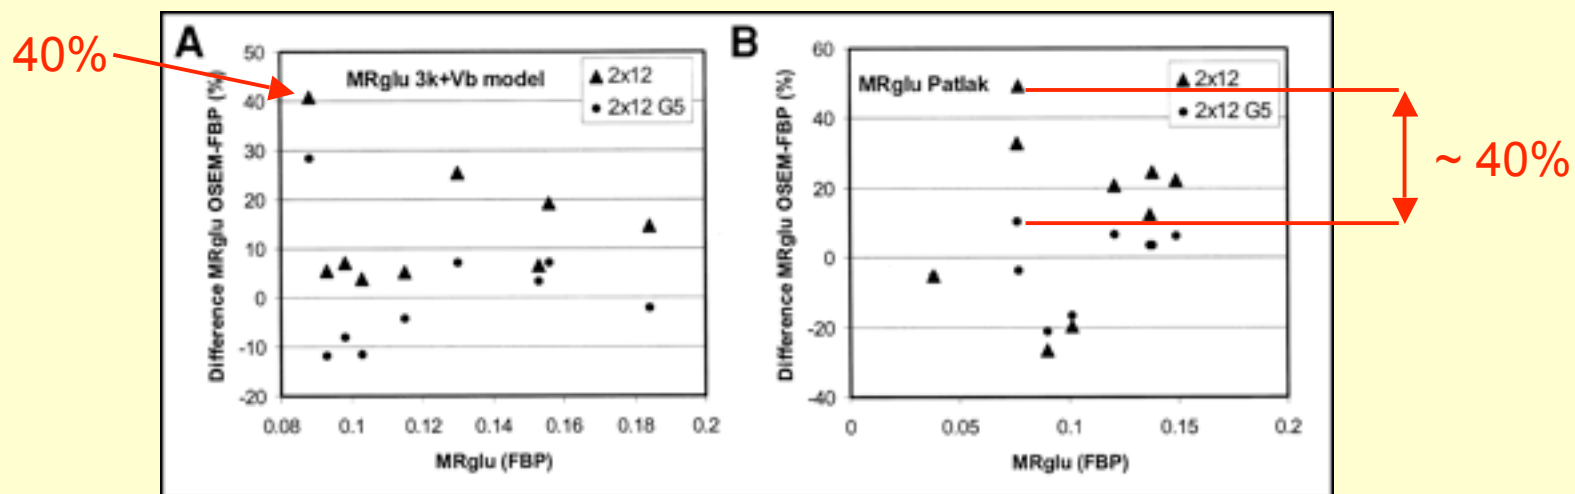 40%
A
Difference MRglu OSEM-FBP (%)
MRglu 3k+Vb model
▲ 2x12
● 2x12 G5
50
40
30
20
10
0
-10
-20
0.08 0.1 0.12 0.14 0.16 0.18 0.2
MRglu (FBP)
B
Difference MRglu OSEM-FBP (%)
MRglu Patlak
▲ 2x12
● 2x12 G5
60
40
20
0
-20
-40
0 0.05 0.1 0.15 0.2
MRglu (FBP)
~ 40%